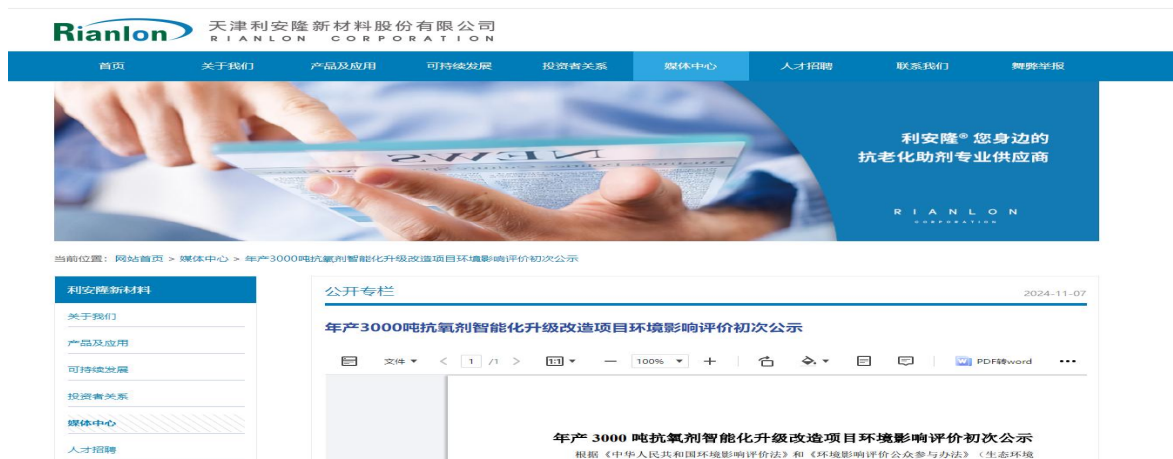 Rianlon 天津利安隆新材料股份有限公司
RIANLON CORPORATION
首页 关于我们 产品及应用 可持续发展 投资者关系 媒体中心 人才招聘 联系我们 舞弊举报
NEWS
利安隆® 您身边的
抗老化助剂专业供应商
RIANLON
CORPORATION
当前位置：网站首页 > 媒体中心 > 年产3000吨抗氧剂智能化升级改造项目环境影响评价初次公示
利安隆新材料
关于我们
产品及应用
可持续发展
投资者关系
媒体中心
人才招聘
公开专栏 2024-11-07
年产3000吨抗氧剂智能化升级改造项目环境影响评价初次公示
文件 < 1 /1 > 1:1 — 100% + PDF转word •••
年产 3000 吨抗氧剂智能化升级改造项目环境影响评价初次公示
根据《中华人民共和国环境影响评价法》和《环境影响评价公众参与办法》（生态环境